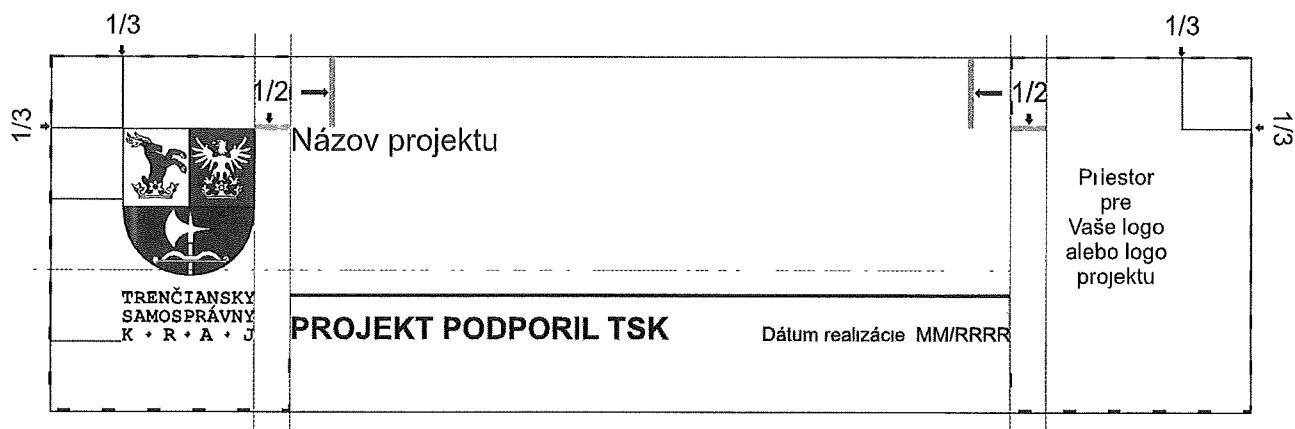 1/3
1/3
1/2
1/2
1/3
1/3
Názov projektu
Priestor
pre
Vaše logo
alebo logo
projektu
TRENČIANSKY
SAMOSPRÁVNY
K + R + A + J
PROJEKT PODPORIL TSK
Dátum realizácie MM/RRRR